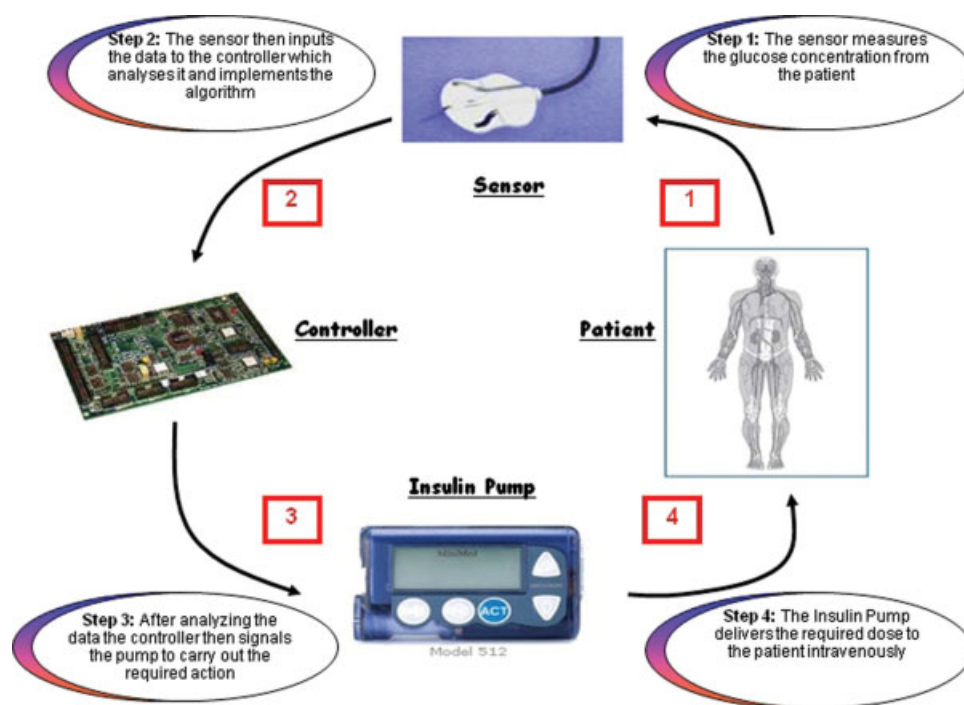 Step 2: The sensor then inputs
the data to the controller which
analyses it and implements the
algorithm
Step 1: The sensor measures
the glucose concentration from
the patient
Sensor
2
1
Controller
Patient
Insulin Pump
3
4
MiniMed
ACT
Model 512
Step 3: After analyzing the
data the controller then signals
the pump to carry out the
required action
Step 4: The Insulin Pump
delivers the required dose to
the patient intravenously